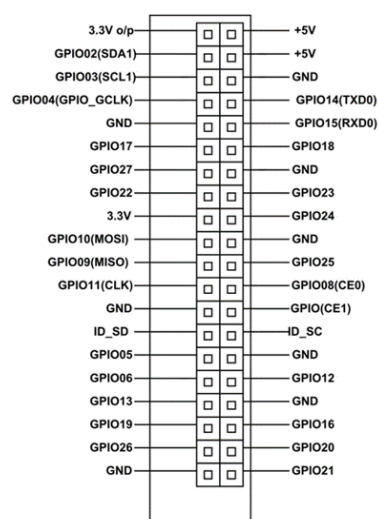 3.3V o/p +5V
GPIO02(SDA1) +5V
GPIO03(SCL1) GND
GPIO04(GPIO_GCLK) GPIO14(TXD0)
GND GPIO15(RXD0)
GPIO17 GPIO18
GPIO27 GND
GPIO22 GPIO23
3.3V GPIO24
GPIO10(MOSI) GND
GPIO09(MISO) GPIO25
GPIO11(CLK) GPIO08(CE0)
GND GPIO(CE1)
ID_SD ID_SC
GPIO05 GND
GPIO06 GPIO12
GPIO13 GND
GPIO19 GPIO16
GPIO26 GPIO20
GND GPIO21